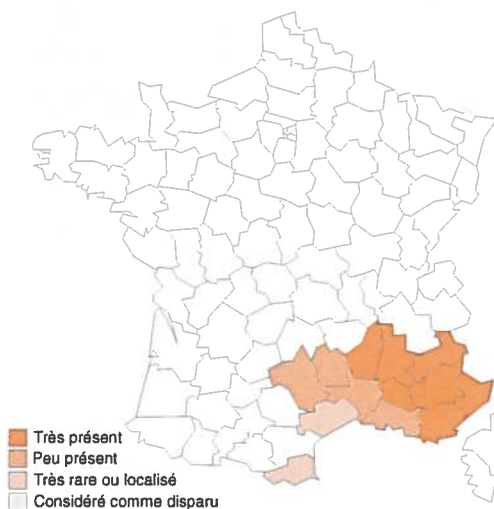 Très présent
Peu présent
Très rare ou localisé
Considéré comme disparu